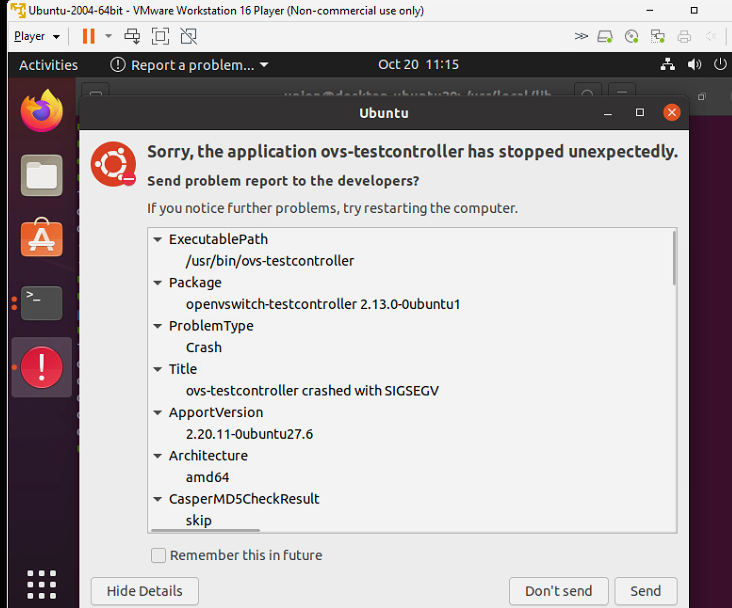 Ubuntu-2004-64bit - VMware Workstation 16 Player (Non-commercial use only)
Player
Activities
Report a problem...
Oct 20 11:15
Ubuntu
Sorry, the application ovs-testcontroller has stopped unexpectedly.
Send problem report to the developers?
If you notice further problems, try restarting the computer.
ExecutablePath
/usr/bin/ovs-testcontroller
Package
openvswitch-testcontroller 2.13.0-0ubuntu1
ProblemType
Crash
Title
ovs-testcontroller crashed with SIGSEGV
ApportVersion
2.20.11-0ubuntu27.6
Architecture
amd64
CasperMD5CheckResult
skip
Remember this in future
Hide Details
Don't send
Send